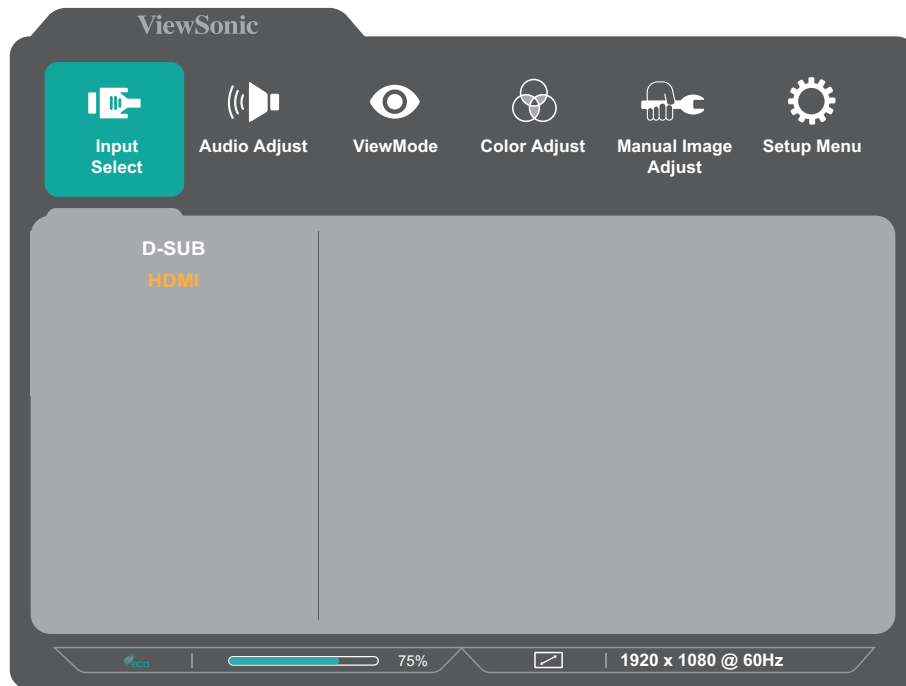 ViewSonic
Input
Select
Audio Adjust
ViewMode
Color Adjust
Manual Image
Adjust
Setup Menu
D-SUB
HDMI
eco
75%
1920 x 1080 @ 60Hz